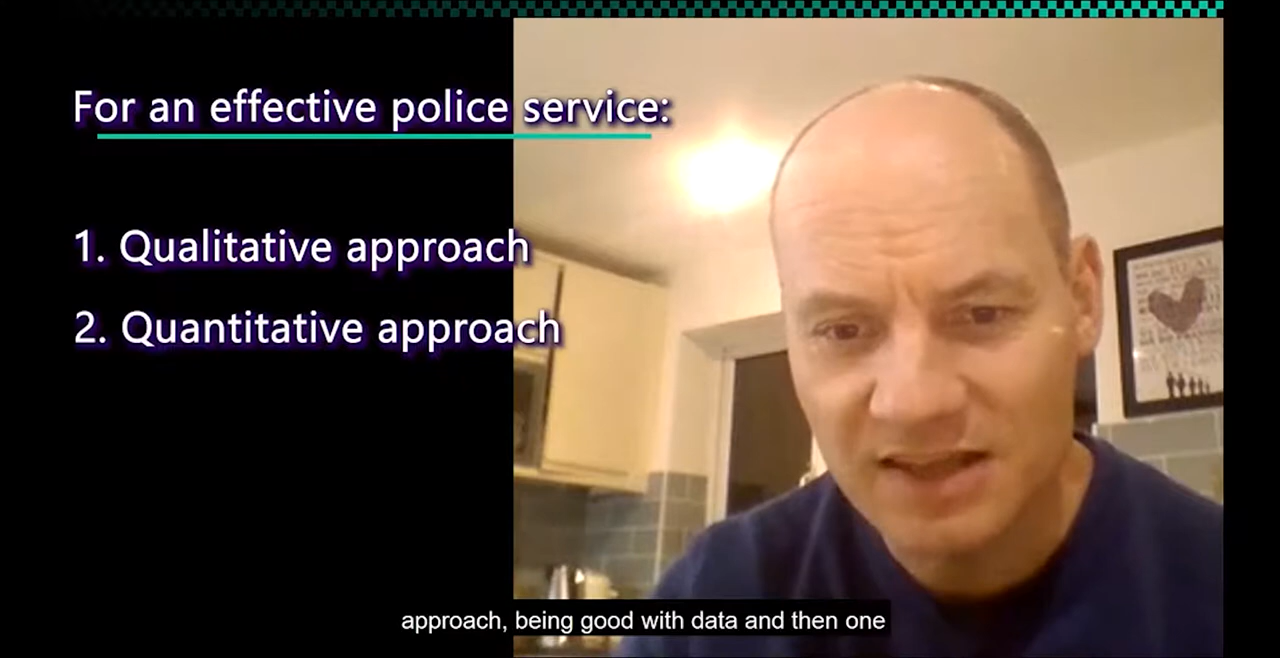 For an effective police service:
1. Qualitative approach
2. Quantitative approach
approach, being good with data and then one